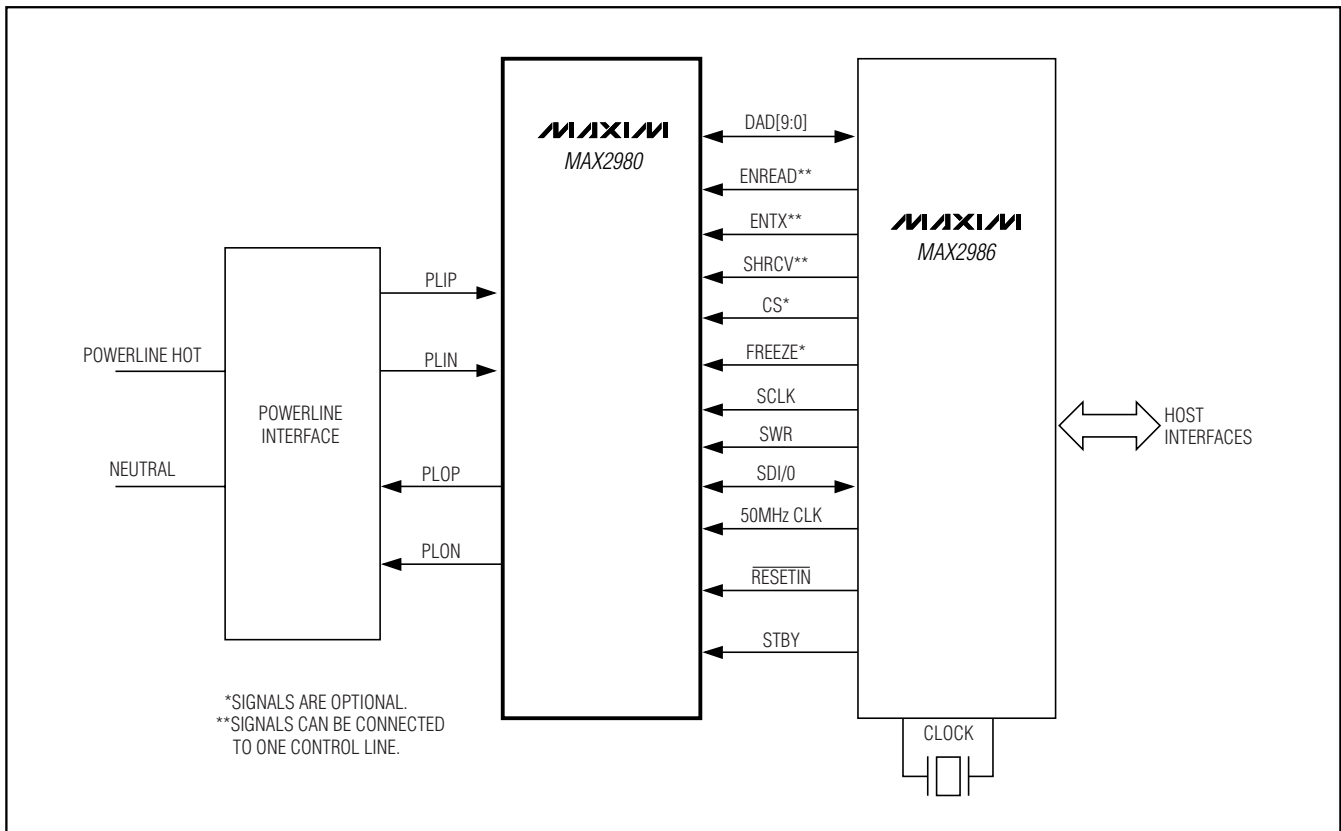 MAXIM
MAX2980
MAXIM
MAX2986
DAD[9:0]
ENREAD**
ENTX**
SHRCV**
CS*
FREEZE*
SCLK
SWR
SDI/0
50MHz CLK
RESETIN
STBY
PLIP
PLIN
PLOP
PLON
POWERLINE HOT
NEUTRAL
POWERLINE
INTERFACE
HOST
INTERFACES
CLOCK
*SIGNALS ARE OPTIONAL.
**SIGNALS CAN BE CONNECTED
TO ONE CONTROL LINE.